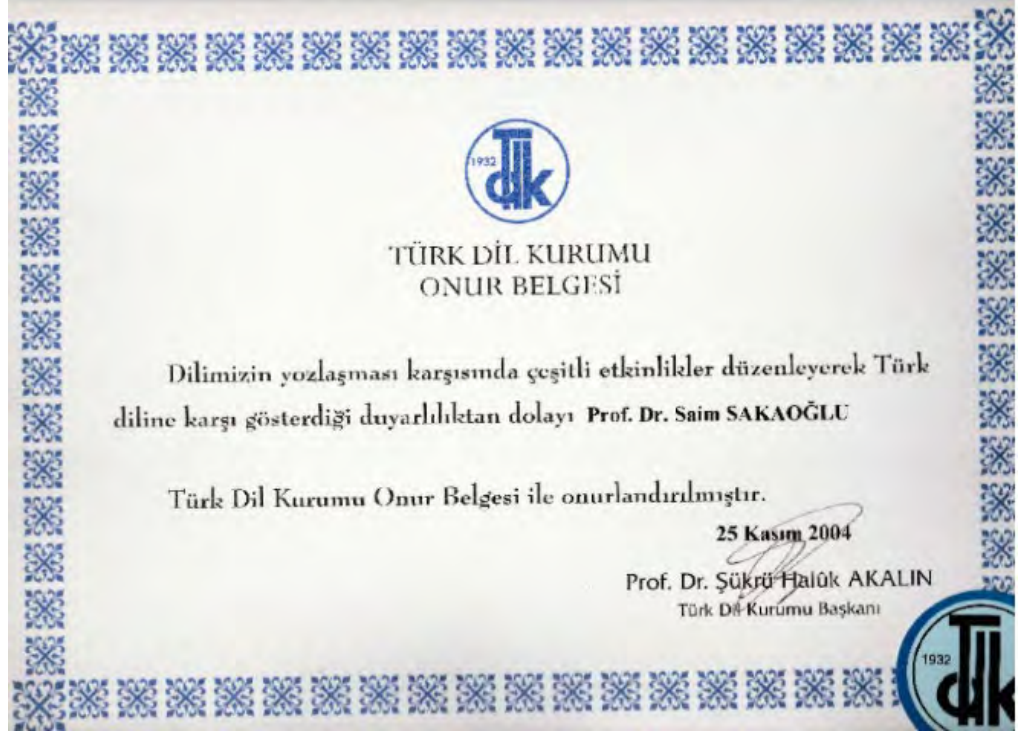 1932
TDK
TÜRK DİL KURUMU
ONUR BELGESİ
Dilimizin yozlaşması karşısında çeşitli etkinlikler düzenleyerek Türk
diline karşı gösterdiği duyarlılıktan dolayı Prof. Dr. Saim SAKAOĞLU
Türk Dil Kurumu Onur Belgesi ile onurlandırılmıştır.
25 Kasım 2004
Prof. Dr. Şükrü Halûk AKALIN
Türk Dil Kurumu Başkanı
1932
TDK